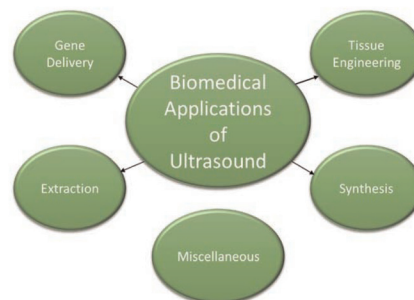 Gene
Delivery
Tissue
Engineering
Biomedical
Applications
of
Ultrasound
Extraction
Synthesis
Miscellaneous